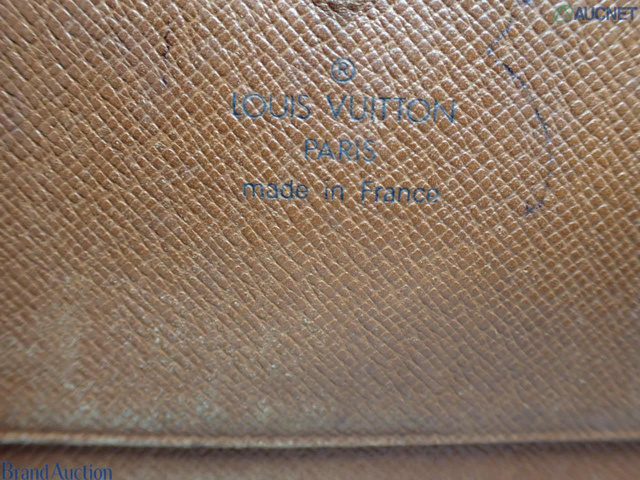 AUCNET
®
LOUIS VUITTON
PARIS
made in France
Brand Auction